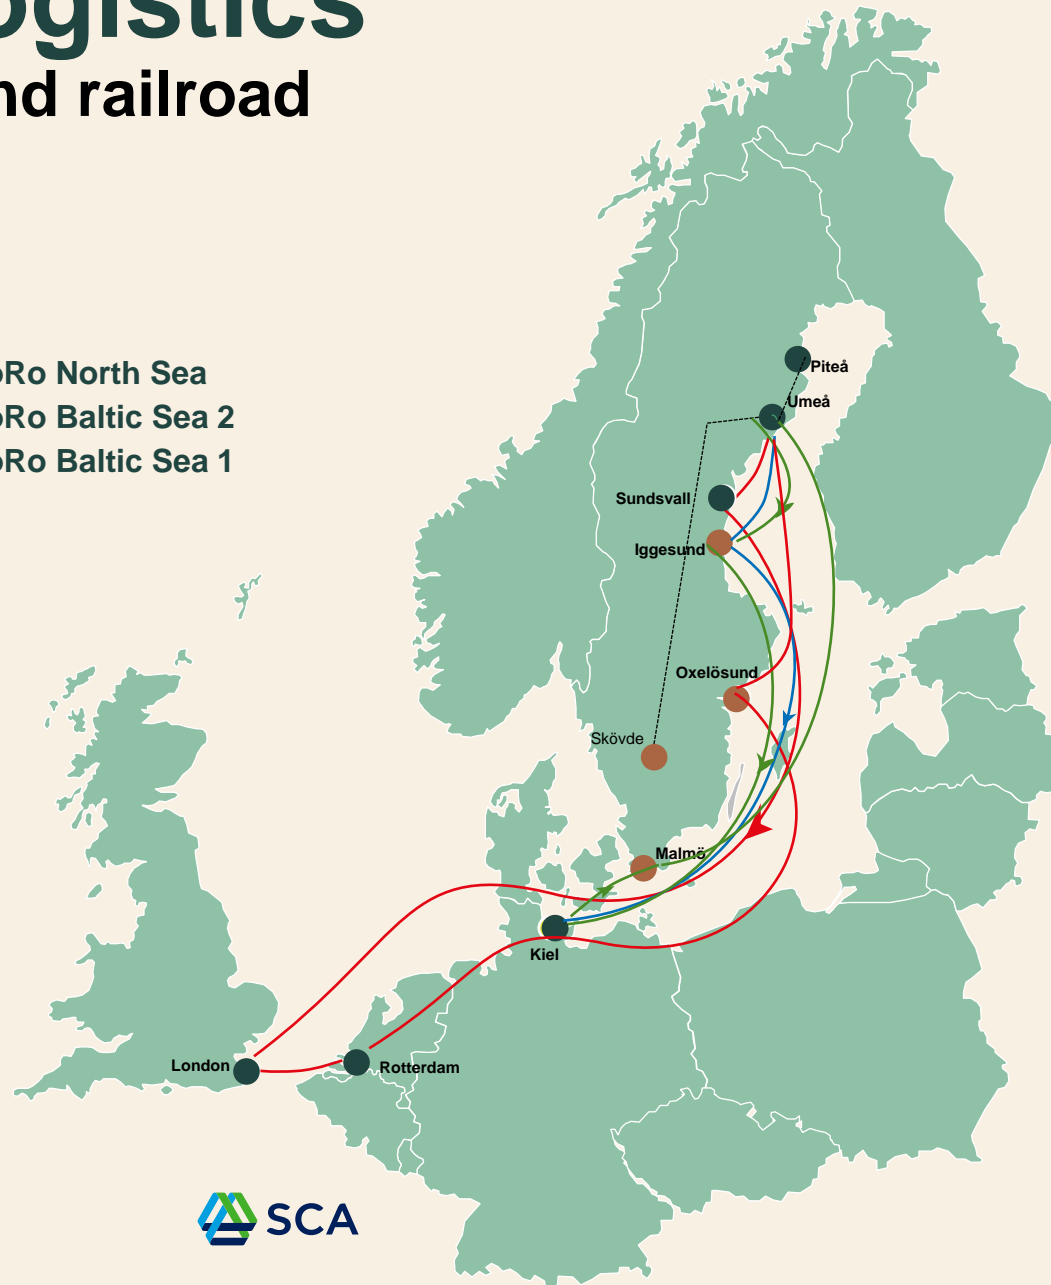 ogistics
nd railroad
oRo North Sea
oRo Baltic Sea 2
oRo Baltic Sea 1
Piteå
Umeå
Sundsvall
Iggesund
Oxelösund
Skövde
Malmö
Kiel
London
Rotterdam
SCA